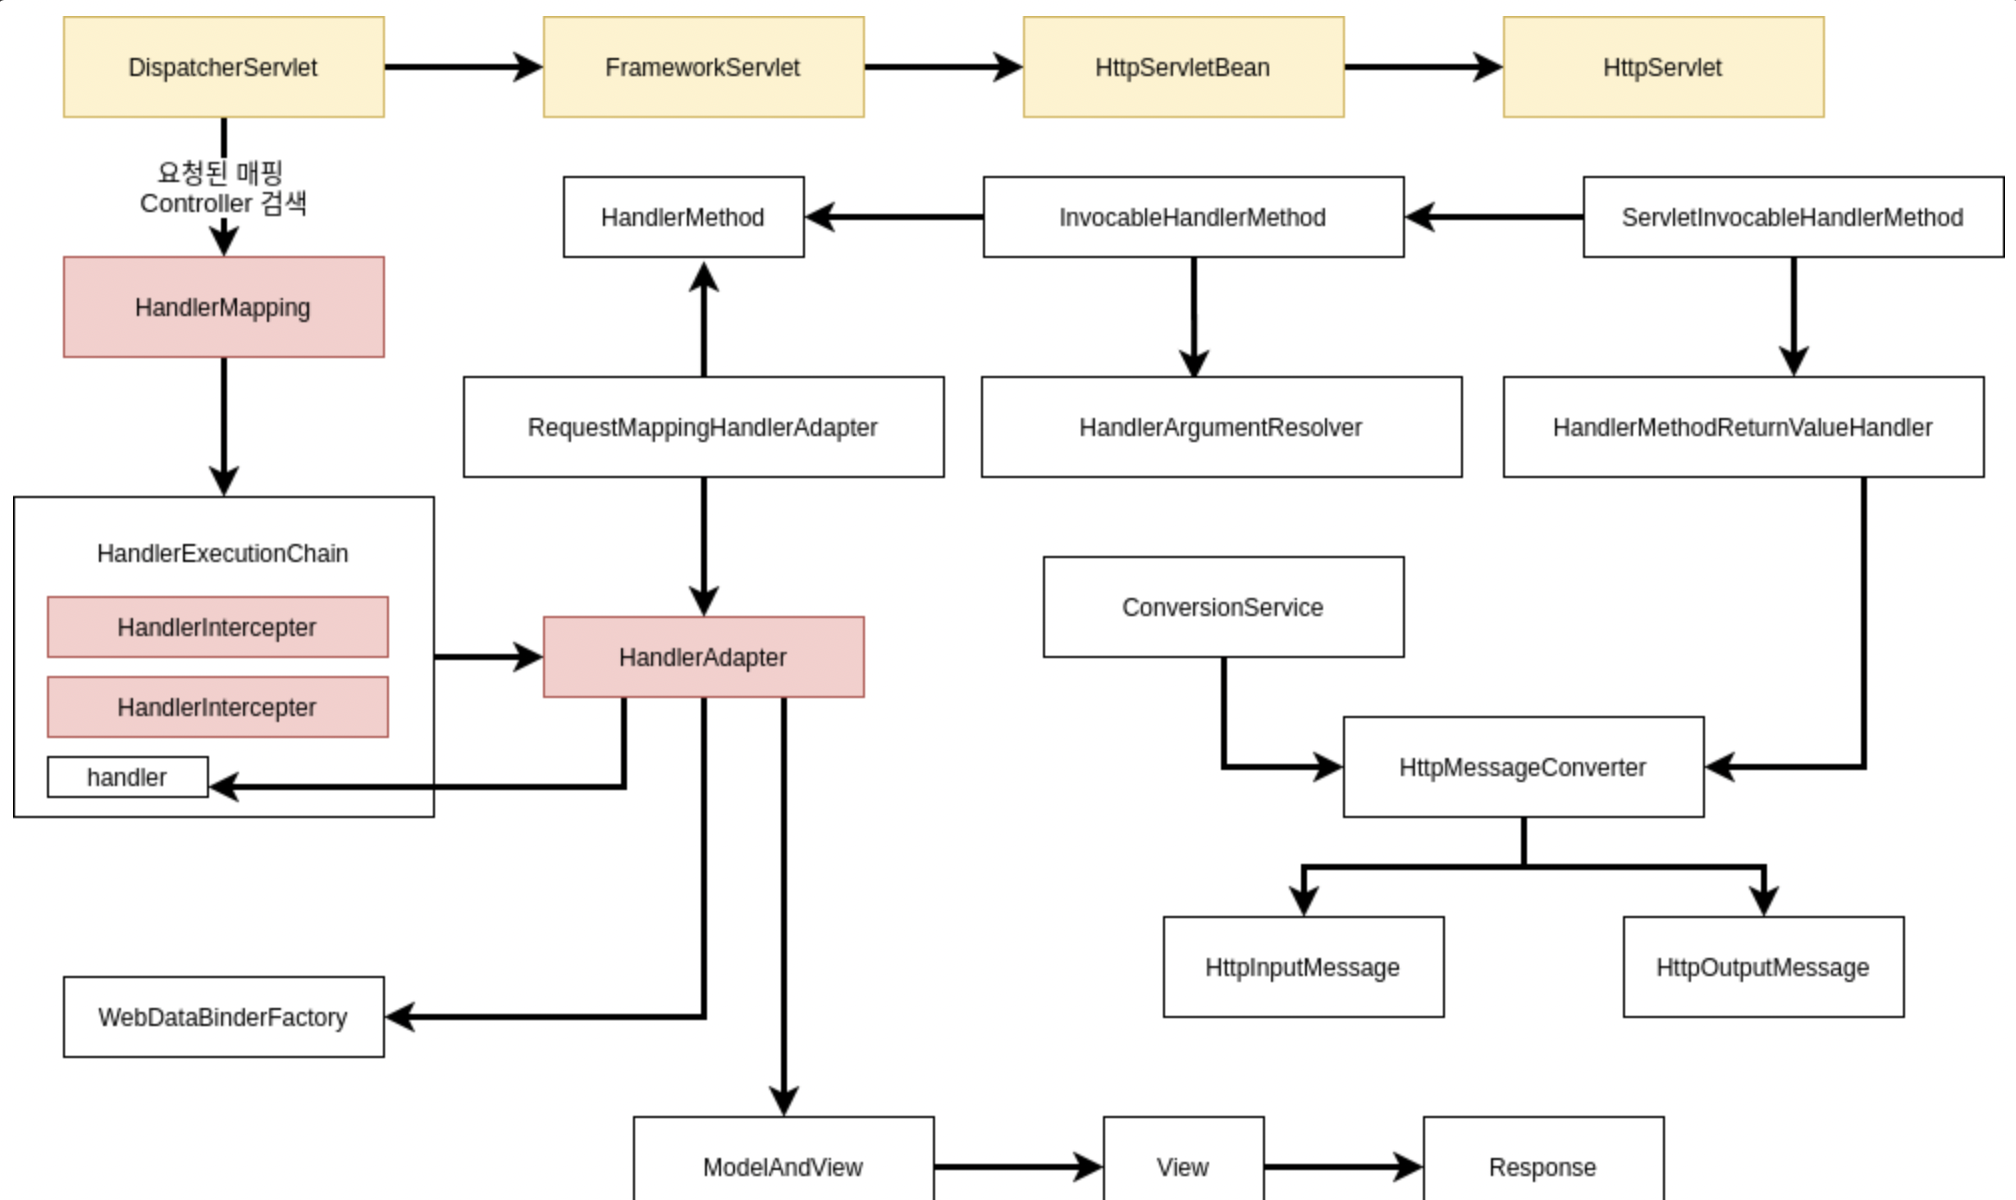 DispatcherServlet
FrameworkServlet
HttpServletBean
HttpServlet
요청된 매핑
Controller 검색
HandlerMethod
InvocableHandlerMethod
ServletInvocableHandlerMethod
HandlerMapping
RequestMappingHandlerAdapter
HandlerArgumentResolver
HandlerMethodReturnValueHandler
HandlerExecutionChain
HandlerIntercepter
HandlerIntercepter
handler
HandlerAdapter
ConversionService
HttpMessageConverter
HttpInputMessage
HttpOutputMessage
WebDataBinderFactory
ModelAndView
View
Response